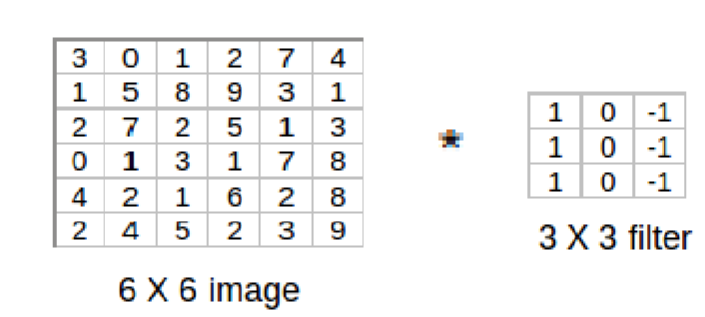 3 0 1 2 7 4
1 5 8 9 3 1
2 7 2 5 1 3
0 1 3 1 7 8
4 2 1 6 2 8
2 4 5 2 3 9
6 X 6 image
*
1 0 -1
1 0 -1
1 0 -1
3 X 3 filter